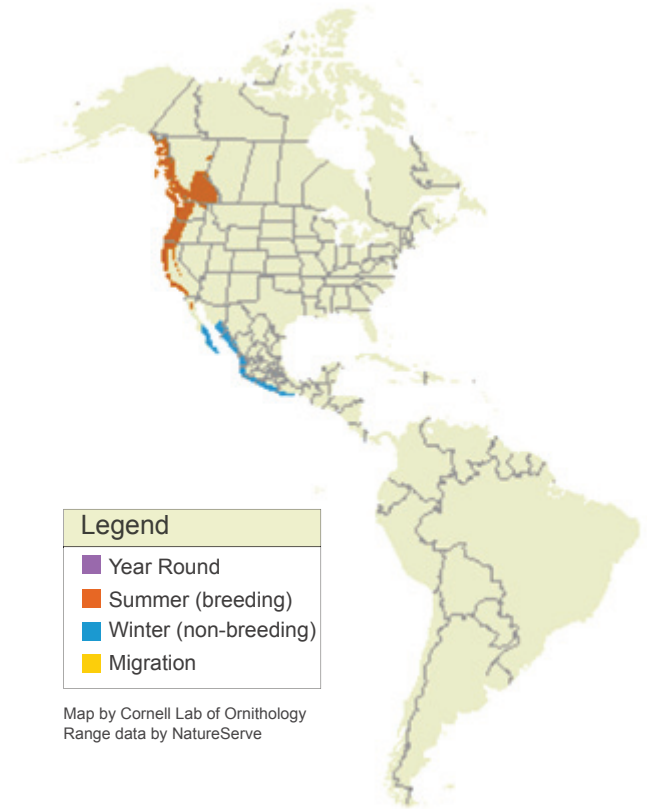 Legend
Year Round
Summer (breeding)
Winter (non-breeding)
Migration
Map by Cornell Lab of Ornithology
Range data by NatureServe